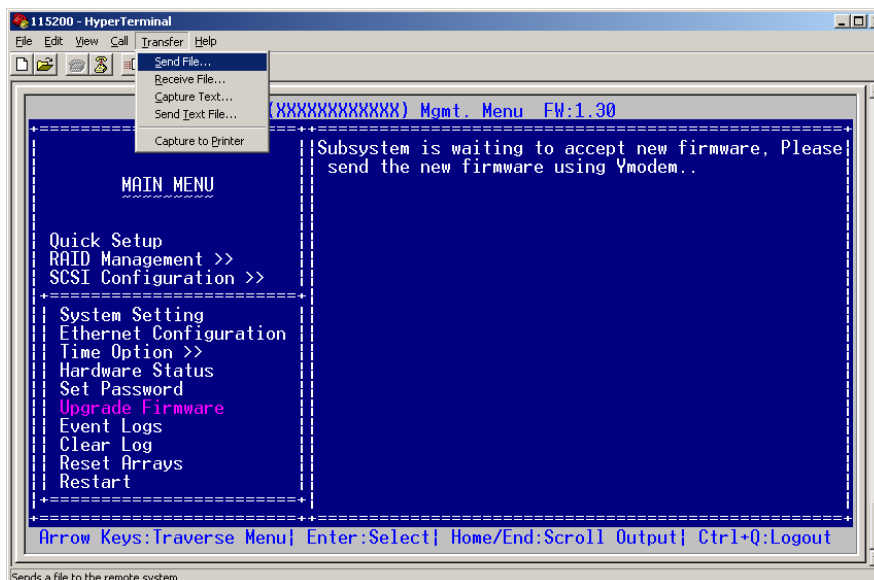 115200 - HyperTerminal
File Edit View Call Transfer Help
Send File...
Receive File...
Capture Text...
Send Text File...
Capture to Printer
(XXXXXXXXXXX) Mgmt. Menu FW:1.30
MAIN MENU
Quick Setup
RAID Management >>
SCSI Configuration >>
System Setting
Ethernet Configuration
Time Option >>
Hardware Status
Set Password
Upgrade Firmware
Event Logs
Clear Log
Reset Arrays
Restart
Subsystem is waiting to accept new firmware, Please
send the new firmware using Ymodem..
Arrow Keys:Traverse Menu| Enter:Select| Home/End:Scroll Output| Ctrl+Q:Logout
Sends a file to the remote system